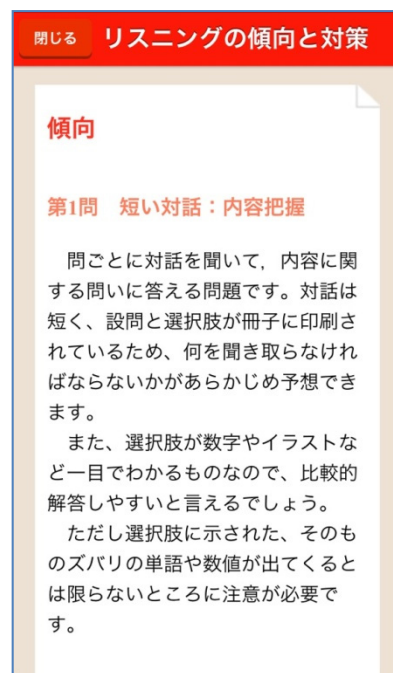 閉じる リスニングの傾向と対策
傾向
第1問　短い対話：内容把握
　問ごとに対話を聞いて，内容に関
する問いに答える問題です。対話は
短く、設問と選択肢が冊子に印刷さ
れているため、何を聞き取らなけれ
ばならないかがあらかじめ予想でき
ます。
　また、選択肢が数字やイラストな
ど一目でわかるものなので、比較的
解答しやすいと言えるでしょう。
　ただし選択肢に示された、そのも
のズバリの単語や数値が出てくると
は限らないところに注意が必要で
す。